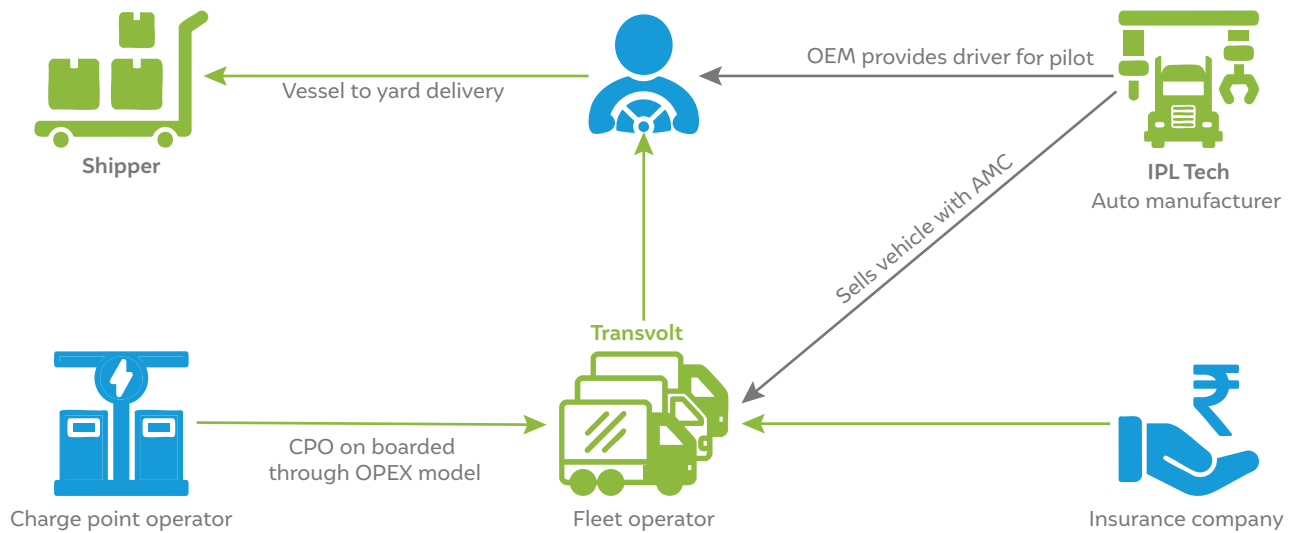 OEM provides driver for pilot
Vessel to yard delivery
Shipper
IPL Tech
Auto manufacturer
Sells vehicle with AMC
Transvolt
₹
CPO on boarded
through OPEX model
Charge point operator
Fleet operator
Insurance company